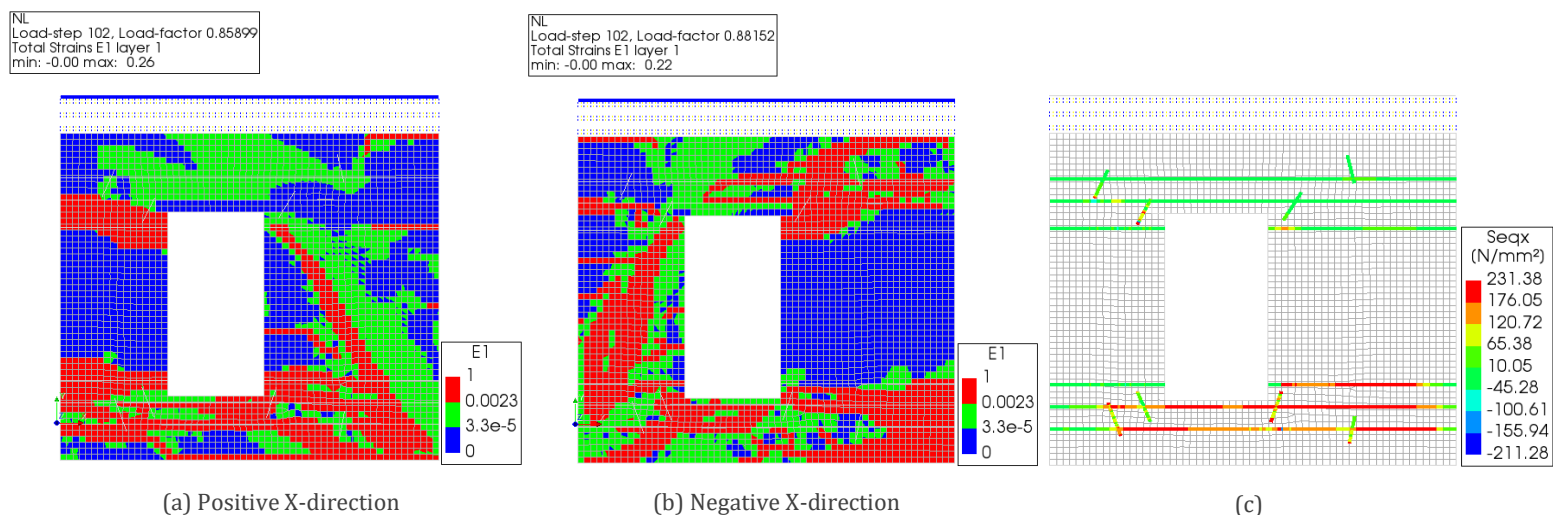 NL
Load-step 102, Load-factor 0.85899
Total Strains E1 layer 1
min: -0.00 max: 0.26
NL
Load-step 102, Load-factor 0.88152
Total Strains E1 layer 1
min: -0.00 max: 0.22
E1
1
0.0023
3.3e-5
0
E1
1
0.0023
3.3e-5
0
Seqx
(N/mm²)
231.38
176.05
120.72
65.38
10.05
-45.28
-100.61
-155.94
-211.28
(a) Positive X-direction
(b) Negative X-direction
(c)